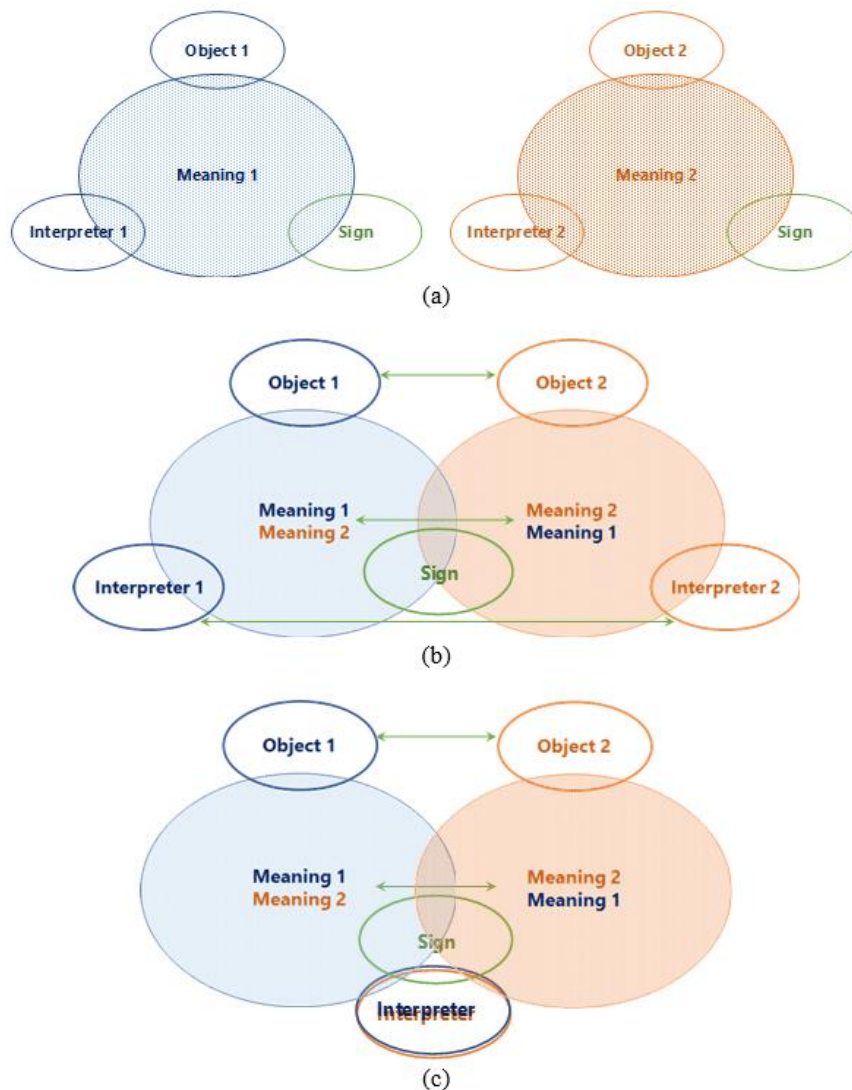 Object 1
Object 2
Meaning 1
Meaning 2
Interpreter 1
Sign
Interpreter 2
Sign
(a)
Object 1
Object 2
Meaning 1
Meaning 2
Meaning 2
Meaning 1
Sign
Interpreter 1
Interpreter 2
(b)
Object 1
Object 2
Meaning 1
Meaning 2
Meaning 2
Meaning 1
Sign
Interpreter
Interpreter
(c)